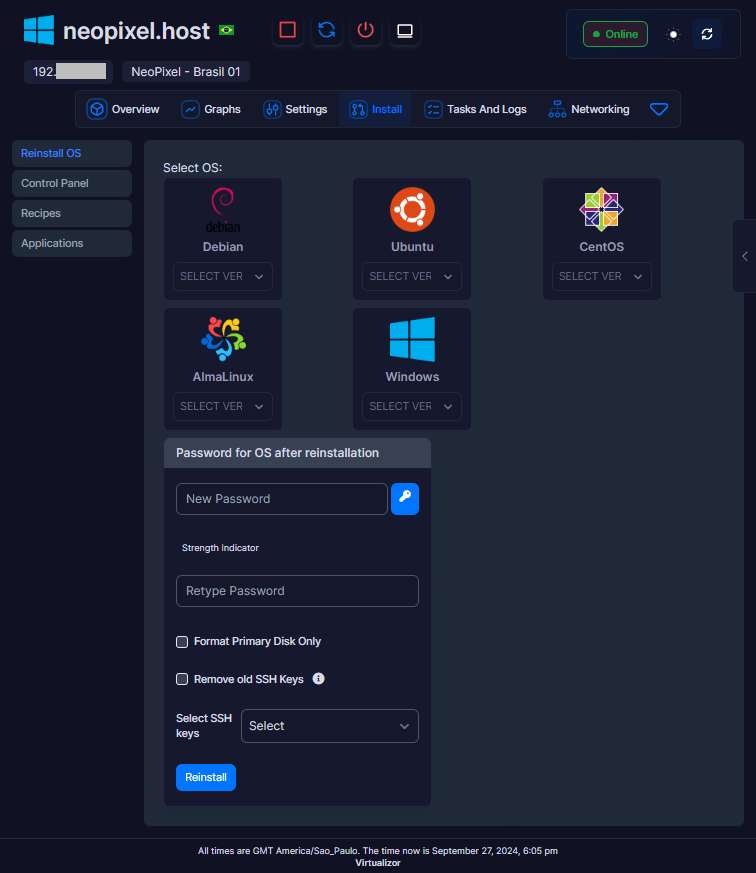 neopixel.host
Online
192.
NeoPixel - Brasil 01
Overview
Graphs
Settings
Install
Tasks And Logs
Networking
Reinstall OS
Control Panel
Recipes
Applications
Select OS:
debian
Debian
Ubuntu
CentOS
SELECT VER
SELECT VER
SELECT VER
AlmaLinux
Windows
SELECT VER
SELECT VER
Password for OS after reinstallation
New Password
Strength Indicator
Retype Password
Format Primary Disk Only
Remove old SSH Keys
Select SSH
keys
Select
Reinstall
All times are GMT America/Sao_Paulo. The time now is September 27, 2024, 6:05 pm
Virtualizor